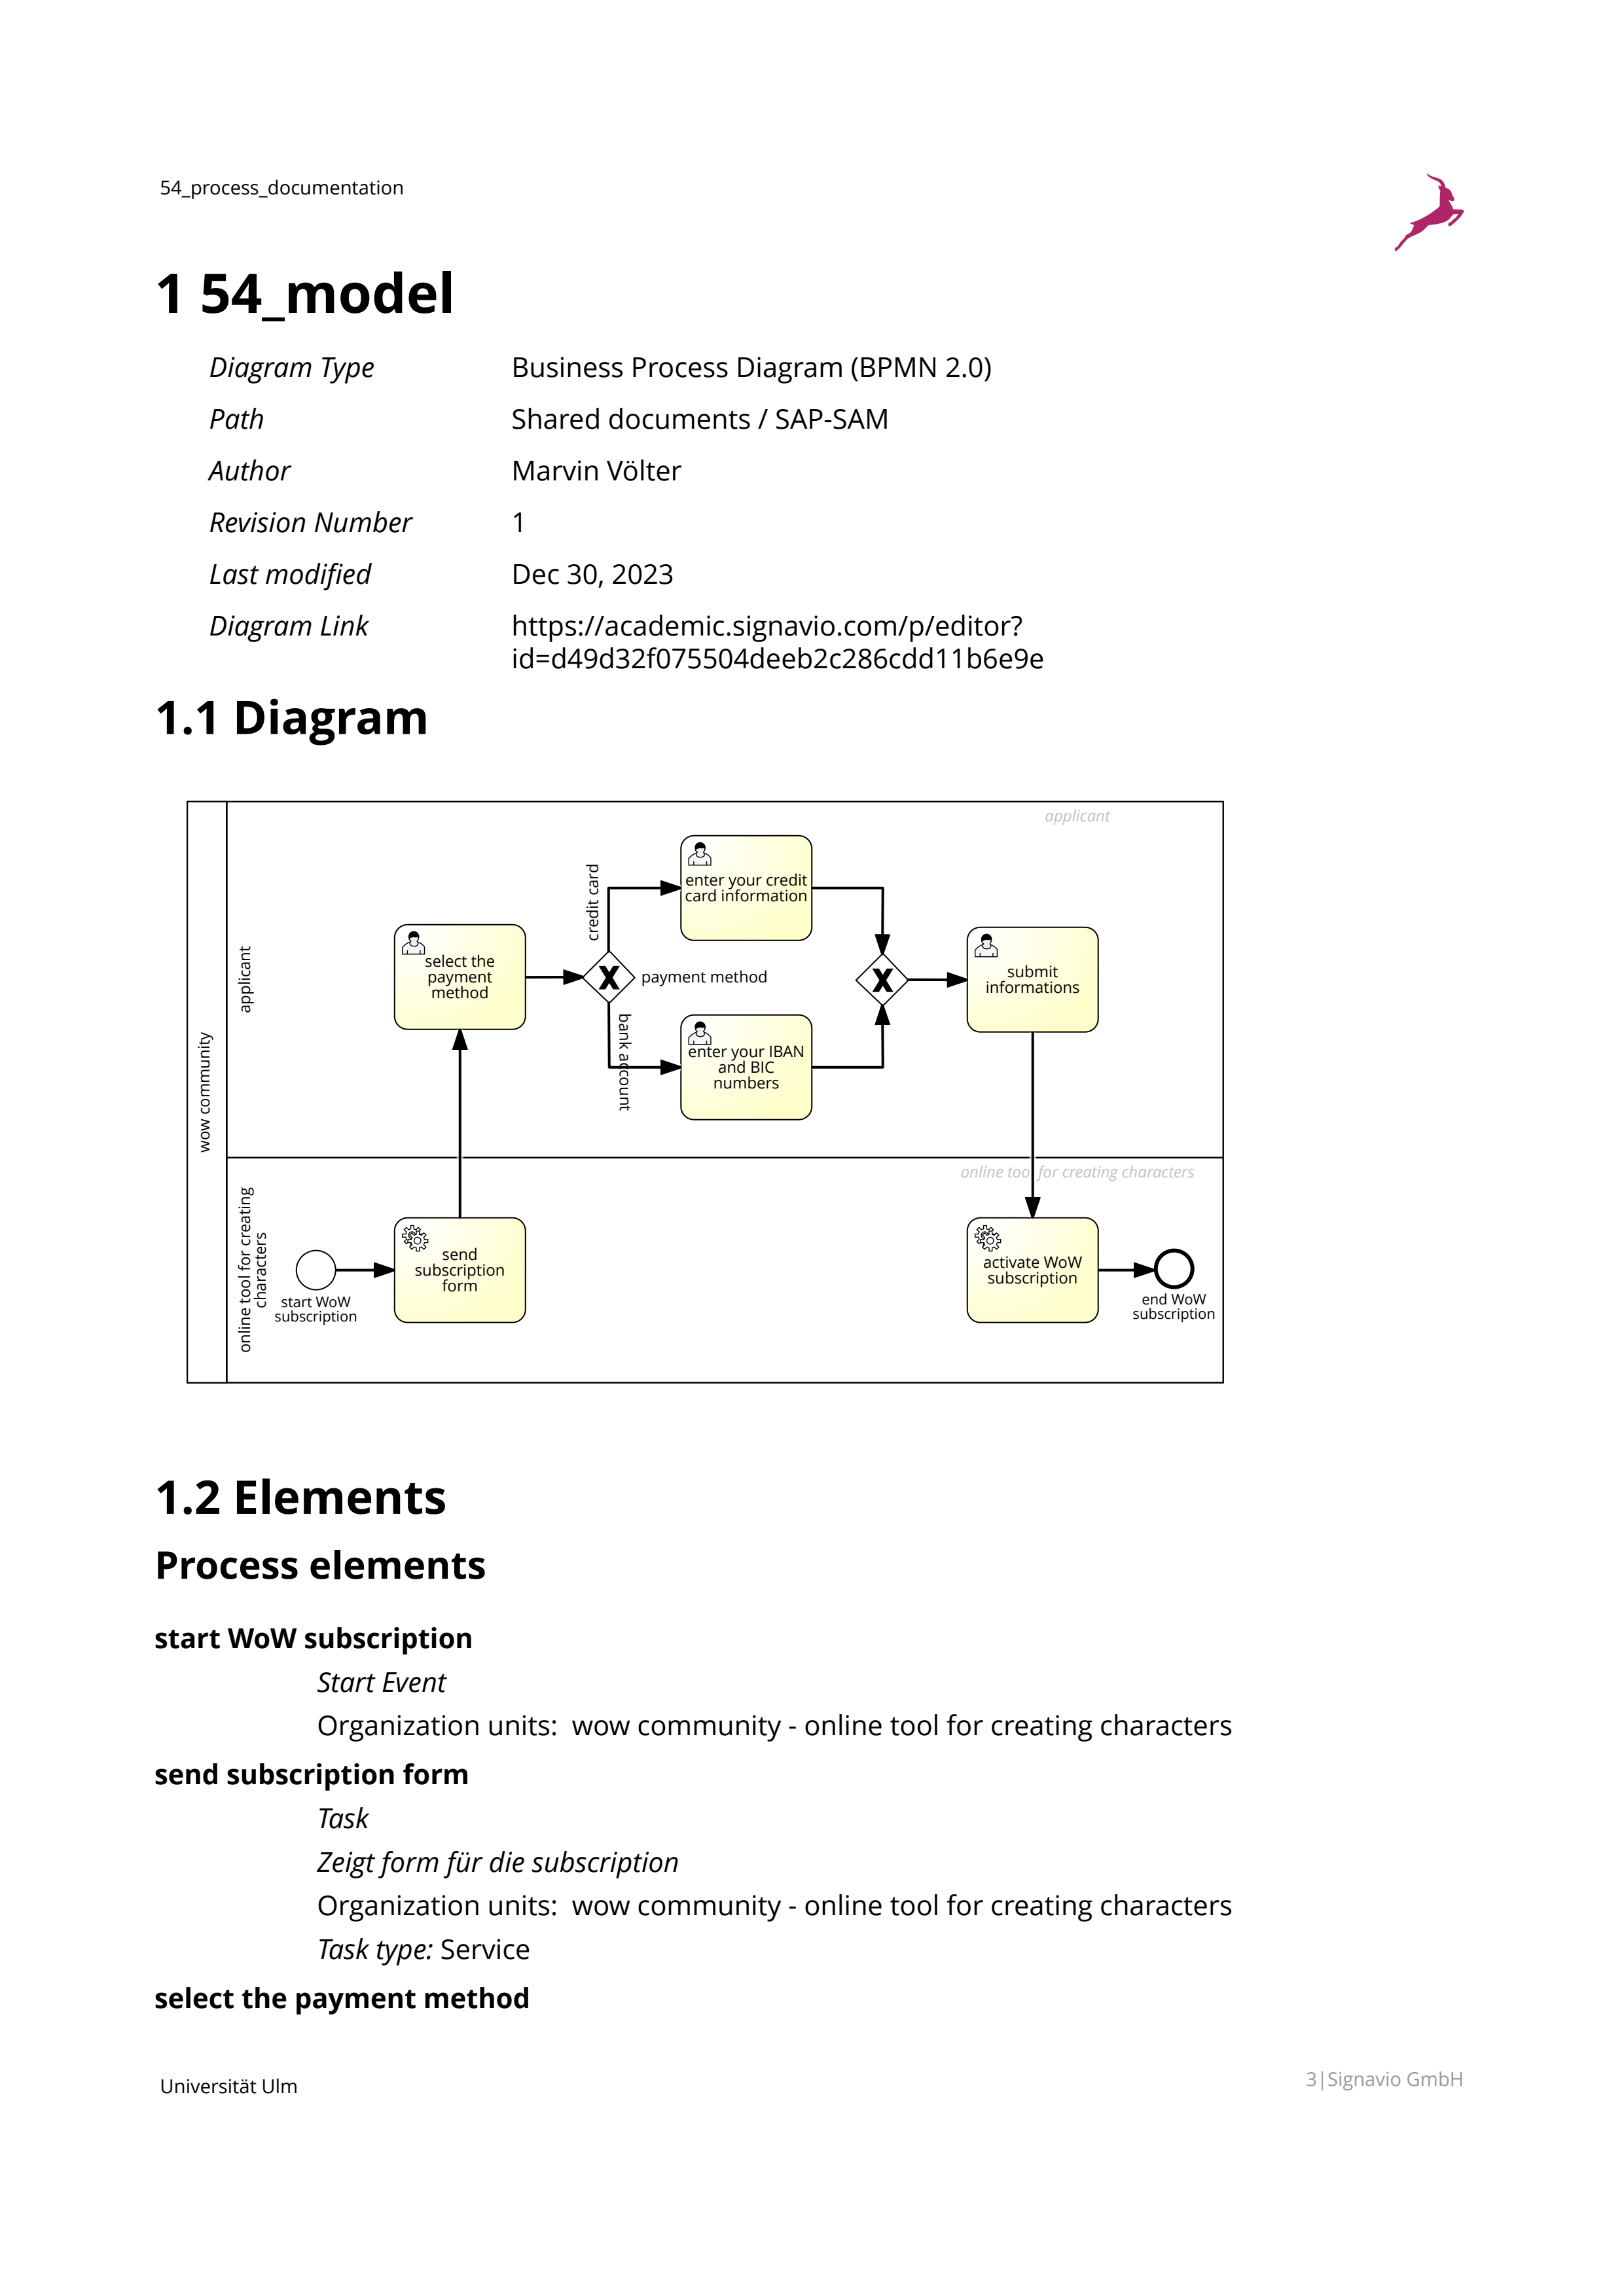 54_process_documentation
1 54_model
Diagram Type Business Process Diagram (BPMN 2.0)
Path Shared documents / SAP-SAM
Author Marvin Völter
Revision Number 1
Last modified Dec 30, 2023
Diagram Link https://academic.signavio.com/p/editor?
id=d49d32f075504deeb2c286cdd11b6e9e
1.1 Diagram
wow community
applicant
applicant
select the
payment
method
payment method
credit card
bank account
enter your credit
card information
enter your IBAN
and BIC
numbers
submit
informations
online tool for creating
characters
online tool for creating characters
start WoW
subscription
send
subscription
form
activate WoW
subscription
end WoW
subscription
1.2 Elements
Process elements
start WoW subscription
Start Event
Organization units: wow community - online tool for creating characters
send subscription form
Task
Zeigt form für die subscription
Organization units: wow community - online tool for creating characters
Task type: Service
select the payment method
Universität Ulm
3|Signavio GmbH